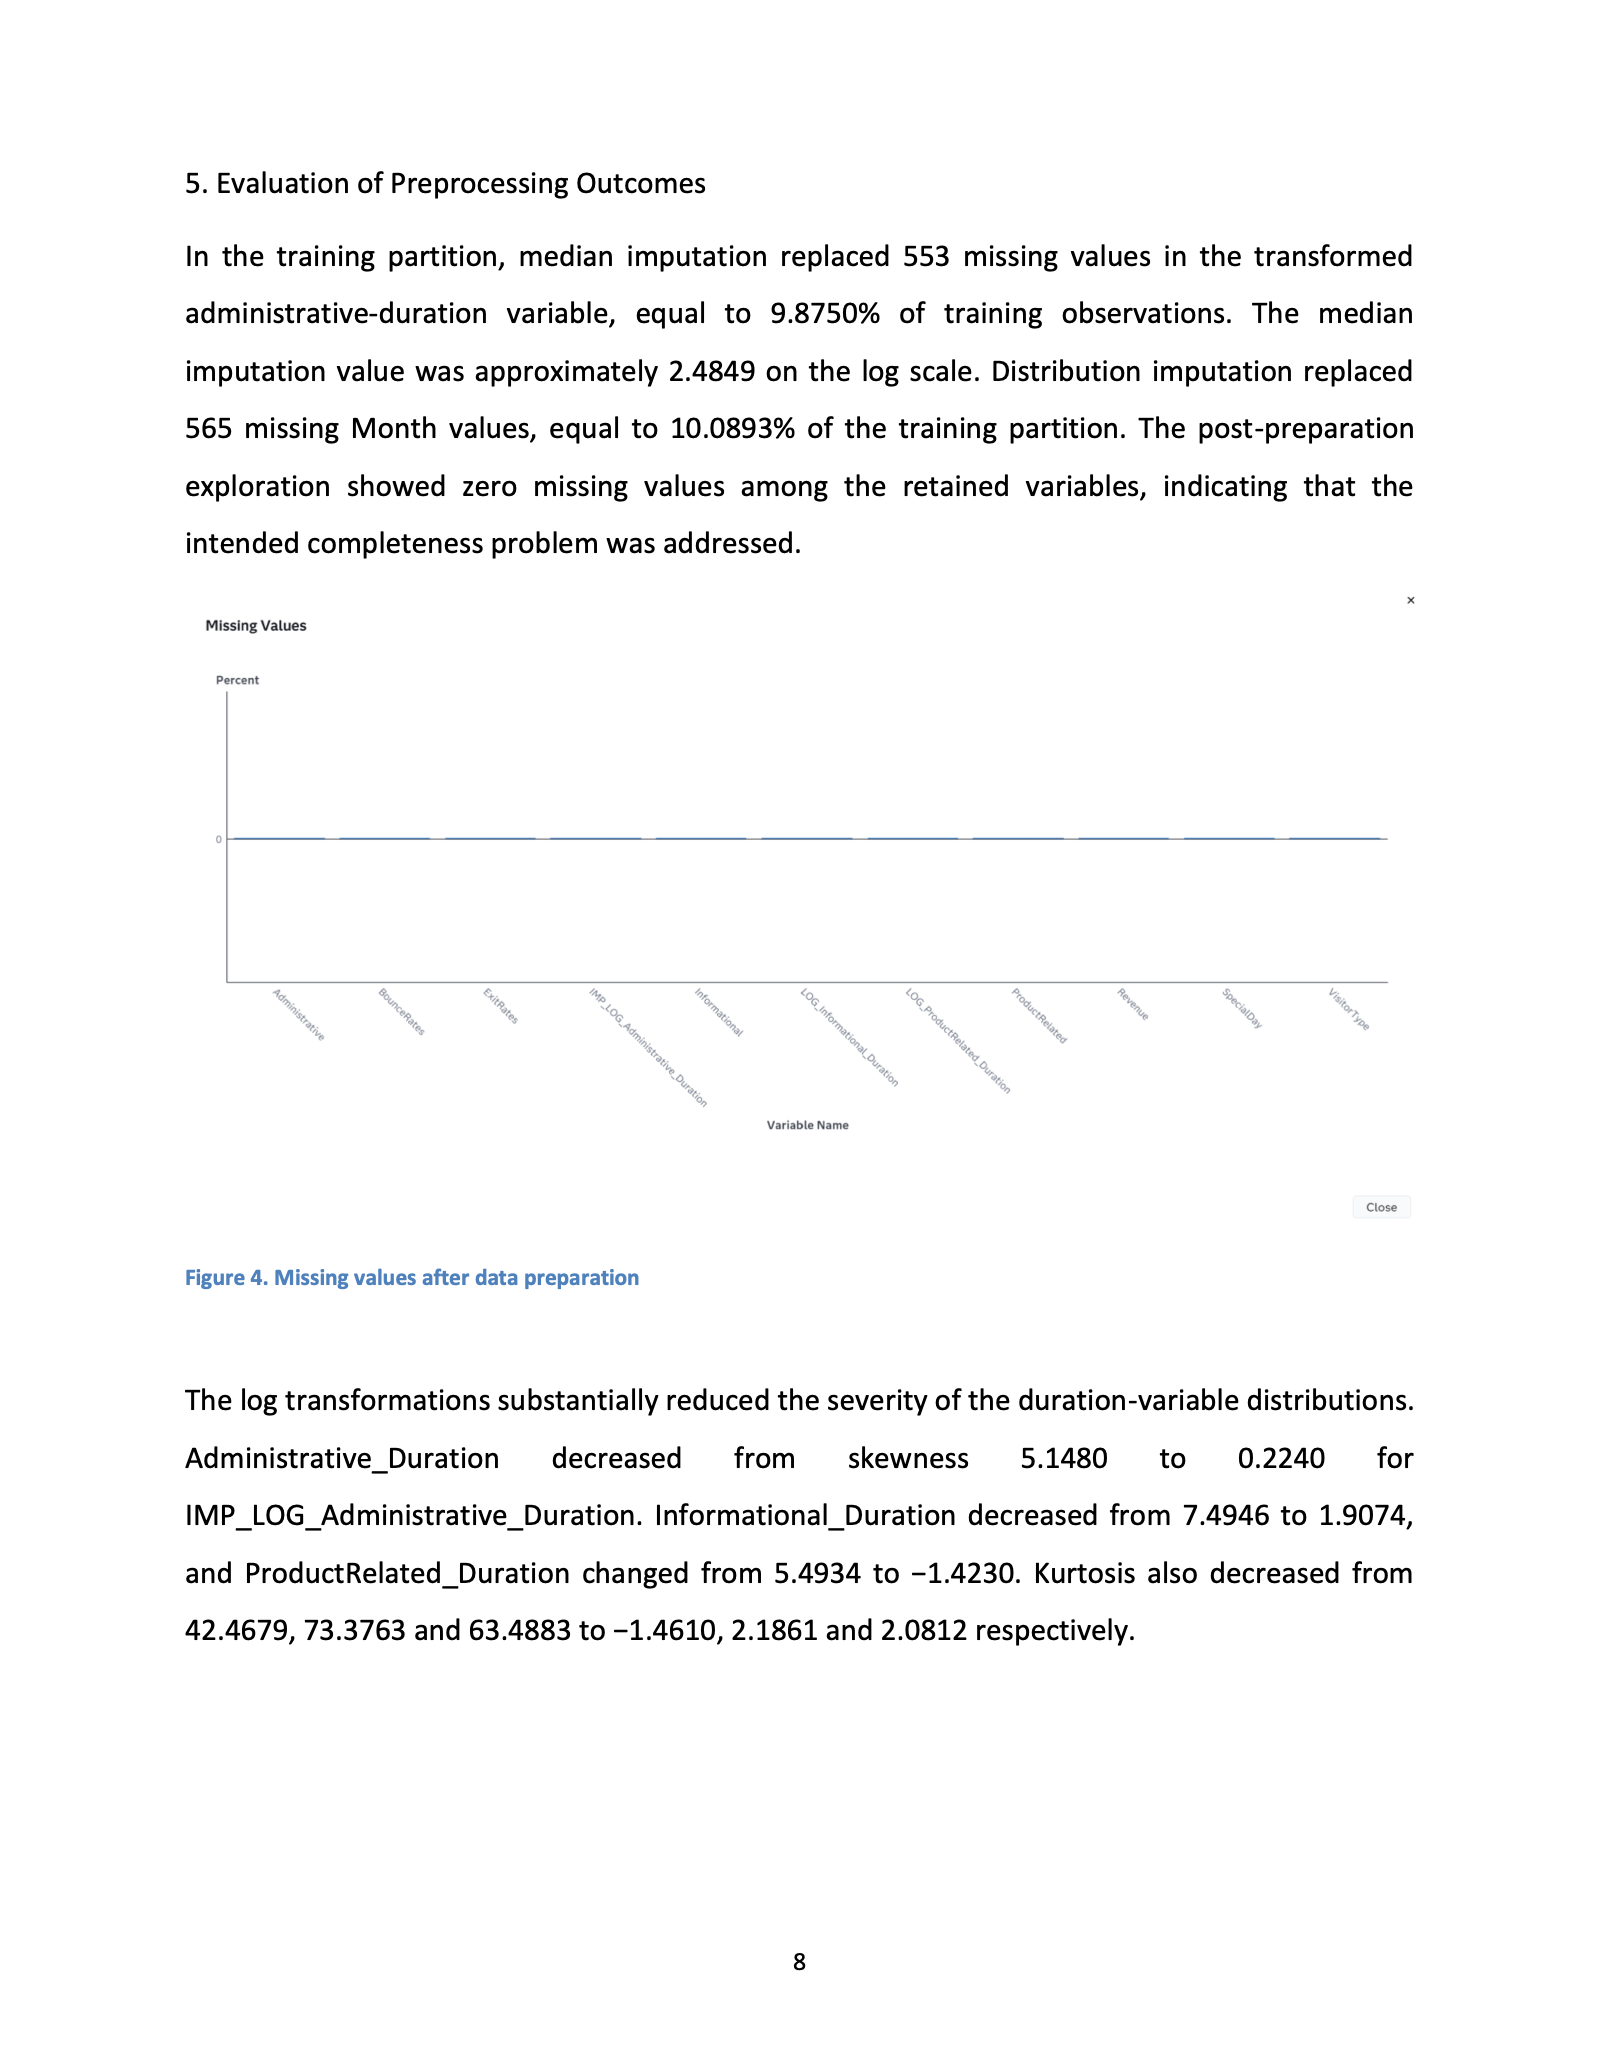 5. Evaluation of Preprocessing Outcomes
In the training partition, median imputation replaced 553 missing values in the transformed
administrative-duration variable, equal to 9.8750% of training observations. The median
imputation value was approximately 2.4849 on the log scale. Distribution imputation replaced
565 missing Month values, equal to 10.0893% of the training partition. The post-preparation
exploration showed zero missing values among the retained variables, indicating that the
intended completeness problem was addressed.
×
Missing Values
Percent
0
Administrative
BounceRates
ExitRates
IMP_LOG_Administrative_Duration
Informational
LOG_Informational_Duration
LOG_ProductRelated_Duration
ProductRelated
Revenue
SpecialDay
VisitorType
Variable Name
Close
Figure 4. Missing values after data preparation
The log transformations substantially reduced the severity of the duration-variable distributions.
Administrative_Duration decreased from skewness 5.1480 to 0.2240 for
IMP_LOG_Administrative_Duration. Informational_Duration decreased from 7.4946 to 1.9074,
and ProductRelated_Duration changed from 5.4934 to −1.4230. Kurtosis also decreased from
42.4679, 73.3763 and 63.4883 to −1.4610, 2.1861 and 2.0812 respectively.
8